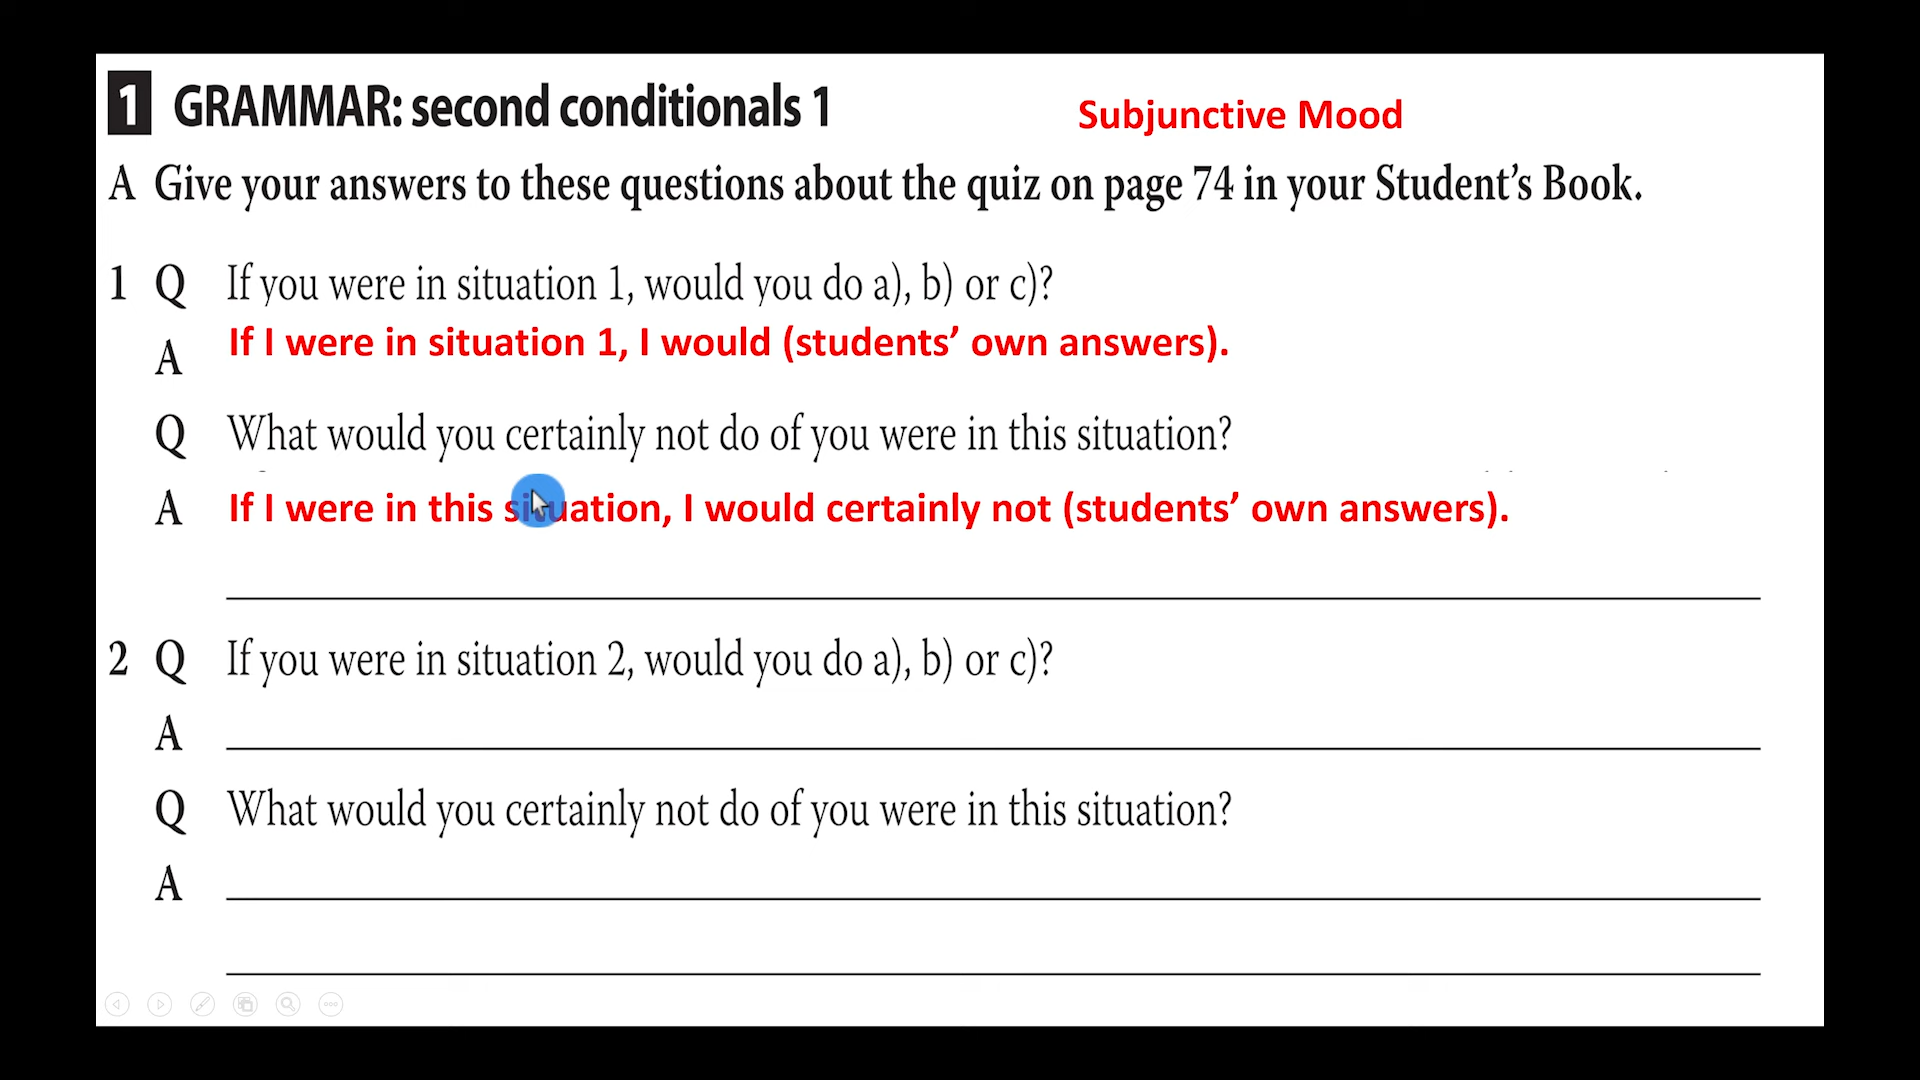 1 GRAMMAR: second conditionals 1
Subjunctive Mood
A Give your answers to these questions about the quiz on page 74 in your Student's Book.
1 Q If you were in situation 1, would you do a), b) or c)?
A If I were in situation 1, I would (students' own answers).
Q What would you certainly not do of you were in this situation?
A If I were in this situation, I would certainly not (students' own answers).
2 Q If you were in situation 2, would you do a), b) or c)?
A
Q What would you certainly not do of you were in this situation?
A